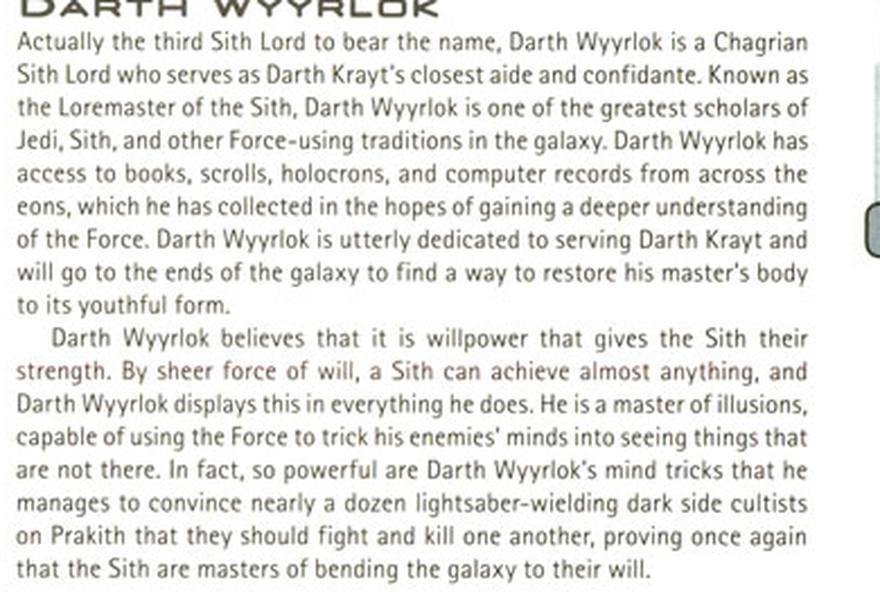 DARTH WYYRLOK
Actually the third Sith Lord to bear the name, Darth Wyyrlok is a Chagrian
Sith Lord who serves as Darth Krayt's closest aide and confidante. Known as
the Loremaster of the Sith, Darth Wyyrlok is one of the greatest scholars of
Jedi, Sith, and other Force-using traditions in the galaxy. Darth Wyyrlok has
access to books, scrolls, holocrons, and computer records from across the
eons, which he has collected in the hopes of gaining a deeper understanding
of the Force. Darth Wyyrlok is utterly dedicated to serving Darth Krayt and
will go to the ends of the galaxy to find a way to restore his master's body
to its youthful form.
Darth Wyyrlok believes that it is willpower that gives the Sith their
strength. By sheer force of will, a Sith can achieve almost anything, and
Darth Wyyrlok displays this in everything he does. He is a master of illusions,
capable of using the Force to trick his enemies' minds into seeing things that
are not there. In fact, so powerful are Darth Wyyrlok's mind tricks that he
manages to convince nearly a dozen lightsaber-wielding dark side cultists
on Prakith that they should fight and kill one another, proving once again
that the Sith are masters of bending the galaxy to their will.